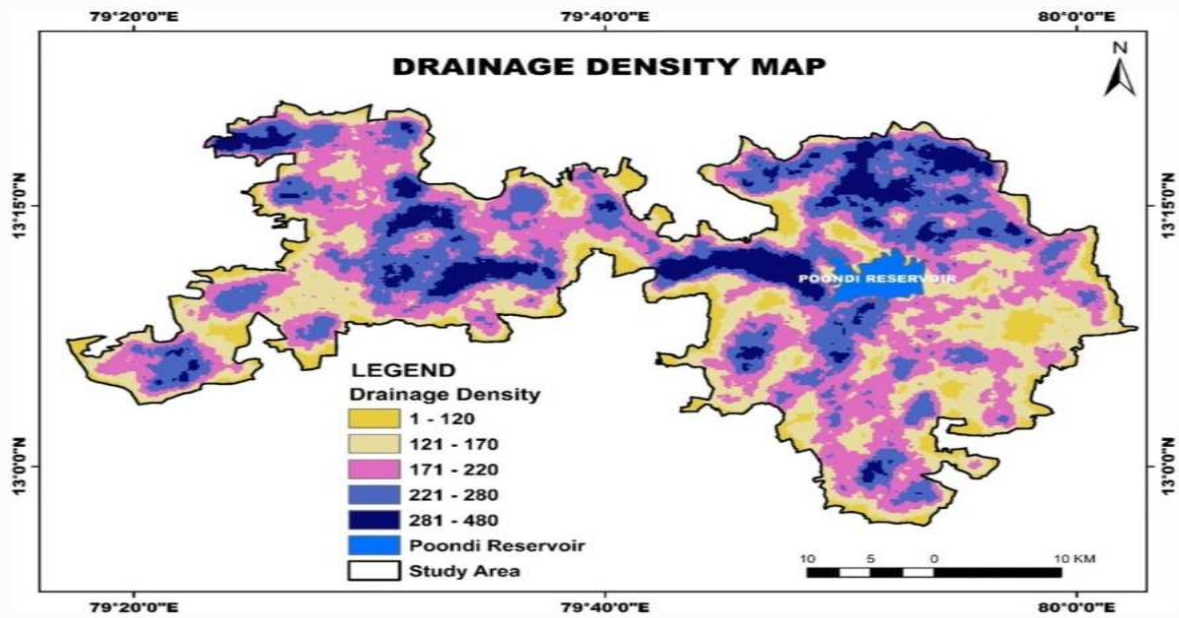 79°20'0"E 79°40'0"E 80°0'0"E
DRAINAGE DENSITY MAP
N
13°15'0"N 13°15'0"N
POONDI RESERVOIR
LEGEND
Drainage Density
1 - 120
121 - 170
171 - 220
221 - 280
281 - 480
Poondi Reservoir
Study Area
13°0'0"N 13°0'0"N
10 5 0 10 KM
79°20'0"E 79°40'0"E 80°0'0"E